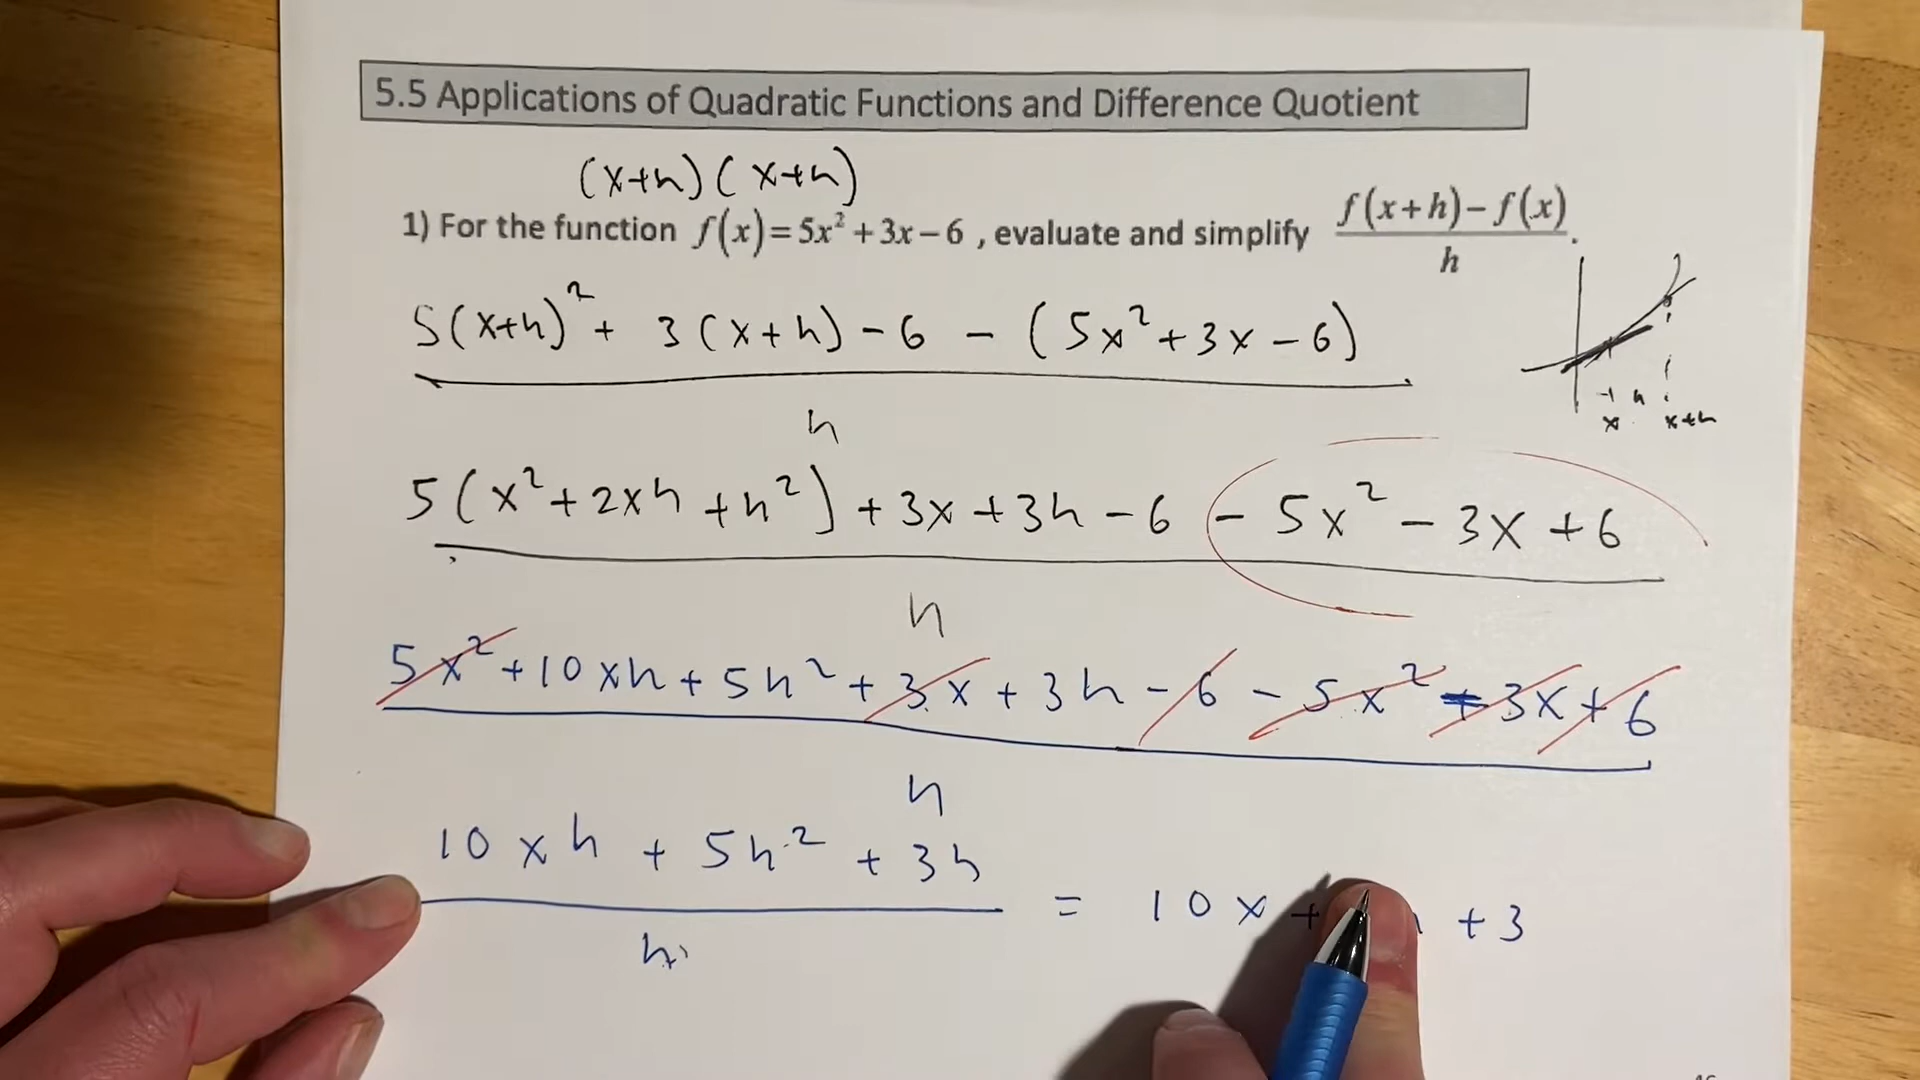 5.5 Applications of Quadratic Functions and Difference Quotient
(x+h)(x+h)
1) For the function f(x)=5x²+3x−6 , evaluate and simplify f(x+h)−f(x) / h .
5(x+h)² + 3(x+h) − 6 − (5x²+3x−6)
h
h
x x+h
5(x²+2xh+h²)+3x+3h−6 − 5x² − 3x + 6
h
5x²+10xh+5h²+3x+3h−6−5x²−3x+6
h
10xh + 5h² + 3h
h
= 10x + +3